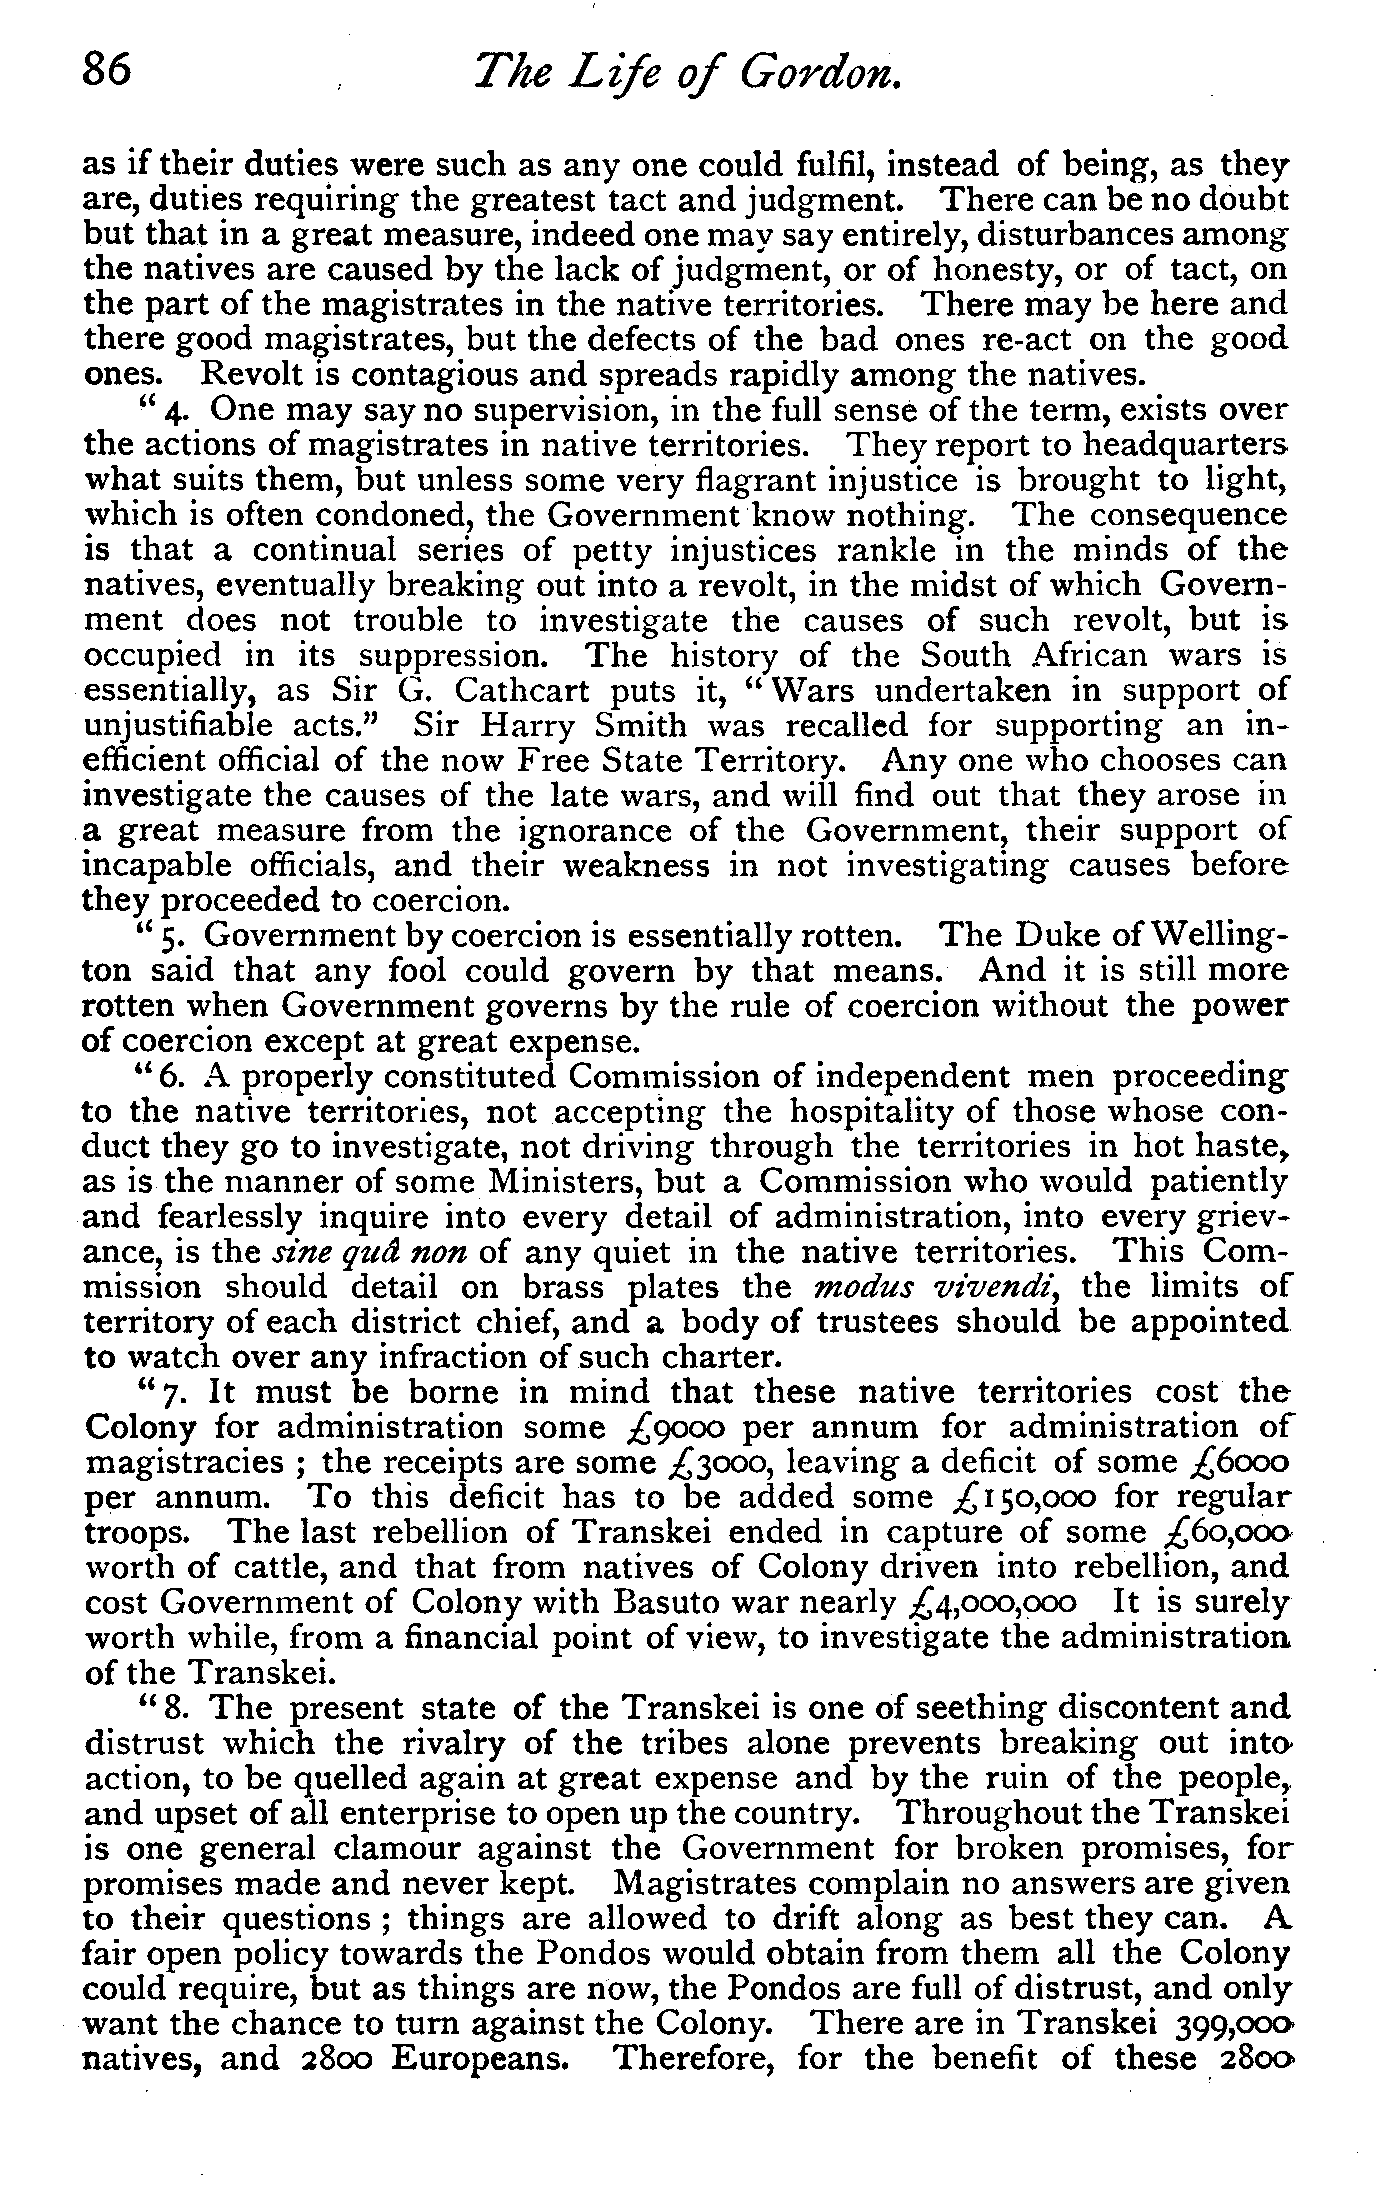 86 The Life of Gordon.
as if their duties were such as any one could fulfil, instead of being, as they
are, duties requiring the greatest tact and judgment. There can be no doubt
but that in a great measure, indeed one may say entirely, disturbances among
the natives are caused by the lack of judgment, or of honesty, or of tact, on
the part of the magistrates in the native territories. There may be here and
there good magistrates, but the defects of the bad ones re-act on the good
ones. Revolt is contagious and spreads rapidly among the natives.
“4. One may say no supervision, in the full sense of the term, exists over
the actions of magistrates in native territories. They report to headquarters
what suits them, but unless some very flagrant injustice is brought to light,
which is often condoned, the Government know nothing. The consequence
is that a continual series of petty injustices rankle in the minds of the
natives, eventually breaking out into a revolt, in the midst of which Govern-
ment does not trouble to investigate the causes of such revolt, but is
occupied in its suppression. The history of the South African wars is
essentially, as Sir G. Cathcart puts it, “Wars undertaken in support of
unjustifiable acts.” Sir Harry Smith was recalled for supporting an in-
efficient official of the now Free State Territory. Any one who chooses can
investigate the causes of the late wars, and will find out that they arose in
a great measure from the ignorance of the Government, their support of
incapable officials, and their weakness in not investigating causes before
they proceeded to coercion.
“5. Government by coercion is essentially rotten. The Duke of Welling-
ton said that any fool could govern by that means. And it is still more
rotten when Government governs by the rule of coercion without the power
of coercion except at great expense.
“6. A properly constituted Commission of independent men proceeding
to the native territories, not accepting the hospitality of those whose con-
duct they go to investigate, not driving through the territories in hot haste,
as is the manner of some Ministers, but a Commission who would patiently
and fearlessly inquire into every detail of administration, into every griev-
ance, is the sine quâ non of any quiet in the native territories. This Com-
mission should detail on brass plates the modus vivendi, the limits of
territory of each district chief, and a body of trustees should be appointed
to watch over any infraction of such charter.
“7. It must be borne in mind that these native territories cost the
Colony for administration some £9000 per annum for administration of
magistracies ; the receipts are some £3000, leaving a deficit of some £6000
per annum. To this deficit has to be added some £150,000 for regular
troops. The last rebellion of Transkei ended in capture of some £60,000
worth of cattle, and that from natives of Colony driven into rebellion, and
cost Government of Colony with Basuto war nearly £4,000,000 It is surely
worth while, from a financial point of view, to investigate the administration
of the Transkei.
“8. The present state of the Transkei is one of seething discontent and
distrust which the rivalry of the tribes alone prevents breaking out into
action, to be quelled again at great expense and by the ruin of the people,
and upset of all enterprise to open up the country. Throughout the Transkei
is one general clamour against the Government for broken promises, for
promises made and never kept. Magistrates complain no answers are given
to their questions ; things are allowed to drift along as best they can. A
fair open policy towards the Pondos would obtain from them all the Colony
could require, but as things are now, the Pondos are full of distrust, and only
want the chance to turn against the Colony. There are in Transkei 399,000
natives, and 2800 Europeans. Therefore, for the benefit of these 2800